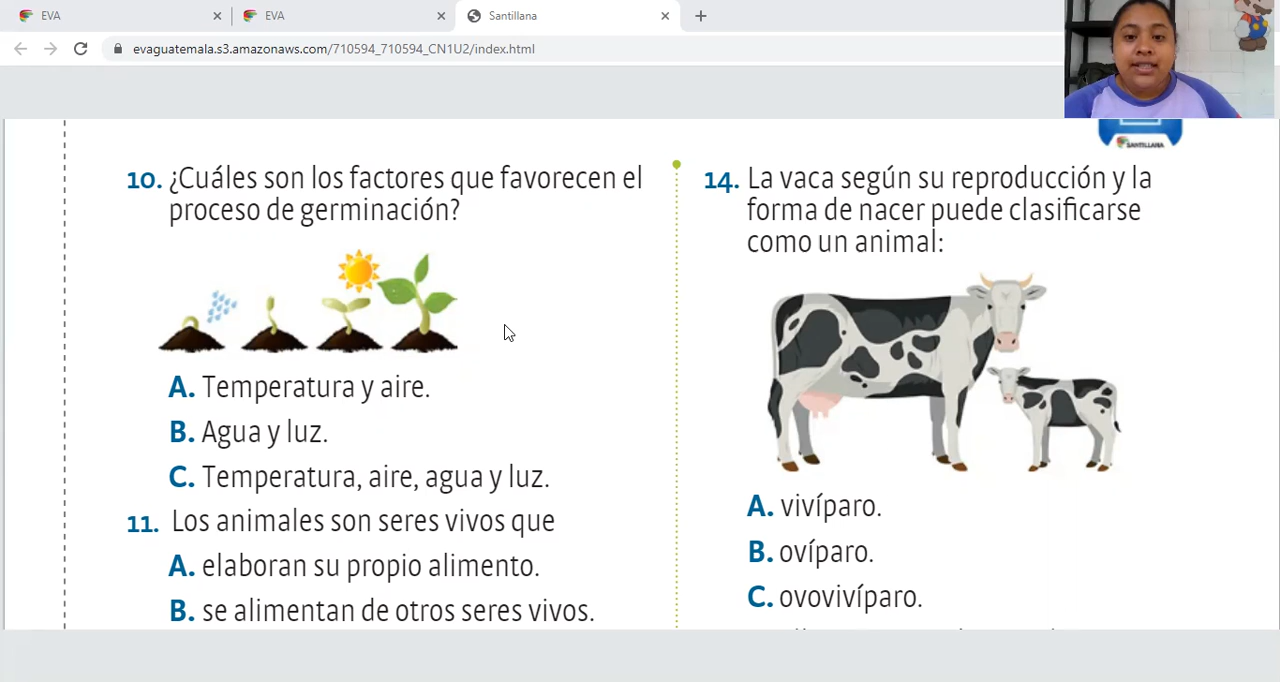 EVA
EVA
Santillana
evaguatemala.s3.amazonaws.com/710594_710594_CN1U2/index.html
SANTILLANA
10. ¿Cuáles son los factores que favorecen el
proceso de germinación?
A. Temperatura y aire.
B. Agua y luz.
C. Temperatura, aire, agua y luz.
11. Los animales son seres vivos que
A. elaboran su propio alimento.
B. se alimentan de otros seres vivos.
14. La vaca según su reproducción y la
forma de nacer puede clasificarse
como un animal:
A. vivíparo.
B. ovíparo.
C. ovovivíparo.